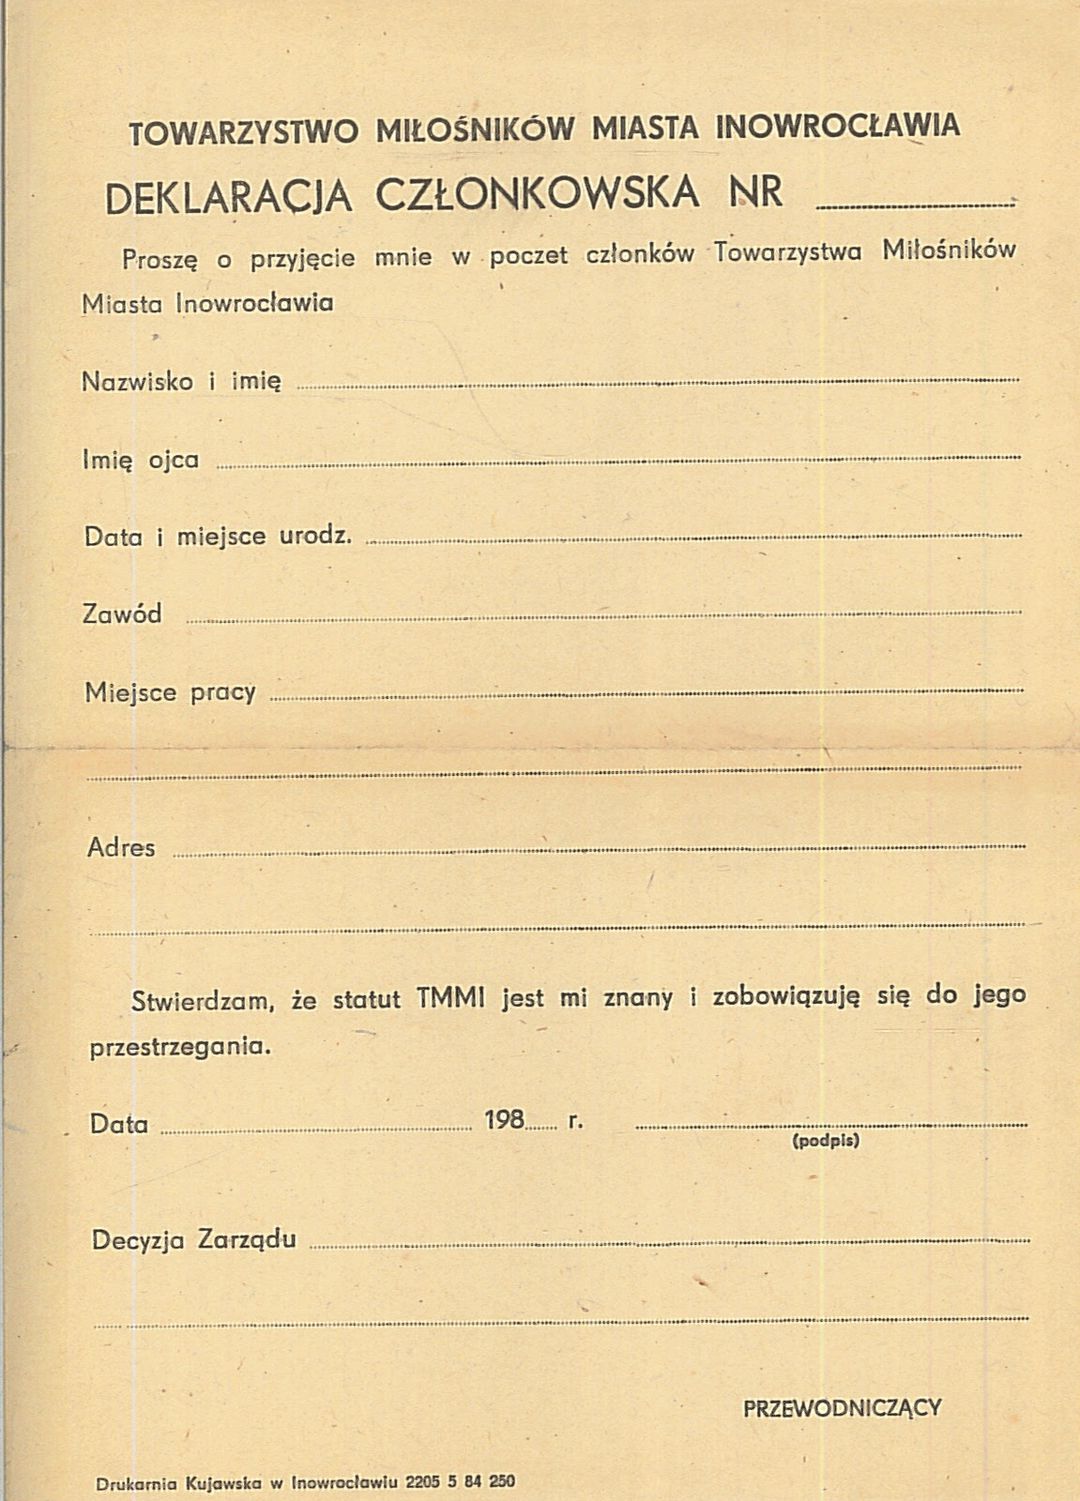 TOWARZYSTWO MIŁOŚNIKÓW MIASTA INOWROCŁAWIA
DEKLARACJA CZŁONKOWSKA NR
Proszę o przyjęcie mnie w poczet członków Towarzystwa Miłośników
Miasta Inowrocławia
Nazwisko i imię
Imię ojca
Data i miejsce urodz.
Zawód
Miejsce pracy
Adres
Stwierdzam, że statut TMMI jest mi znany i zobowiązuję się do jego
przestrzegania.
Data 198 r.
(podpis)
Decyzja Zarządu
PRZEWODNICZĄCY
Drukarnia Kujawska w Inowrocławiu 2205 5 84 250